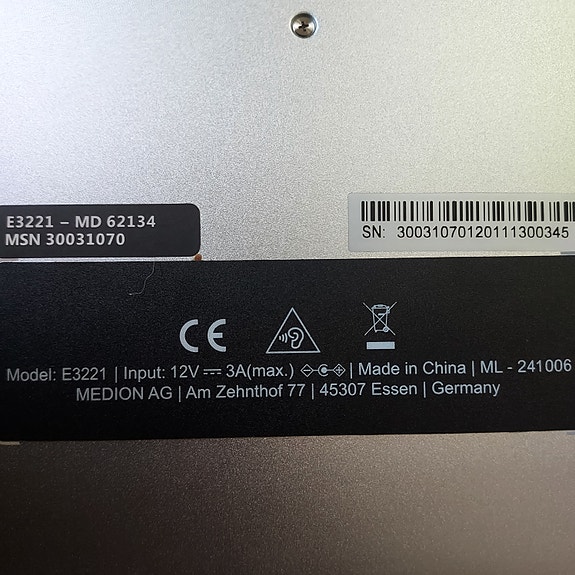 E3221 – MD 62134
MSN 30031070
SN: 30031070120111300345
CE
Model: E3221 | Input: 12V ⎓ 3A(max.) | Made in China | ML - 241006
MEDION AG | Am Zehnthof 77 | 45307 Essen | Germany